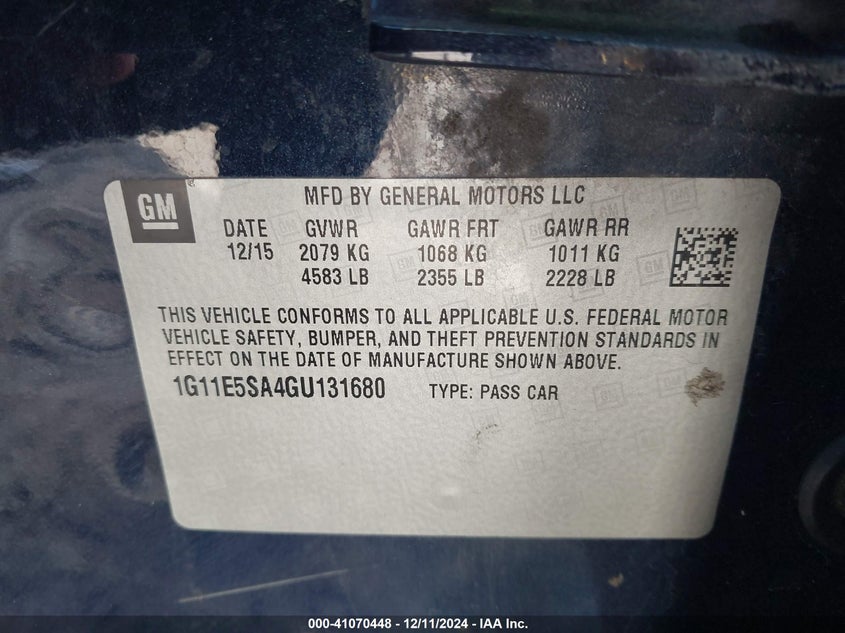 GM
MFD BY GENERAL MOTORS LLC
DATE GVWR GAWR FRT GAWR RR
12/15 2079 KG 1068 KG 1011 KG
4583 LB 2355 LB 2228 LB
THIS VEHICLE CONFORMS TO ALL APPLICABLE U.S. FEDERAL MOTOR
VEHICLE SAFETY, BUMPER, AND THEFT PREVENTION STANDARDS IN
EFFECT ON THE DATE OF MANUFACTURE SHOWN ABOVE.
1G11E5SA4GU131680 TYPE: PASS CAR
000-41070448 - 12/11/2024 - IAA Inc.